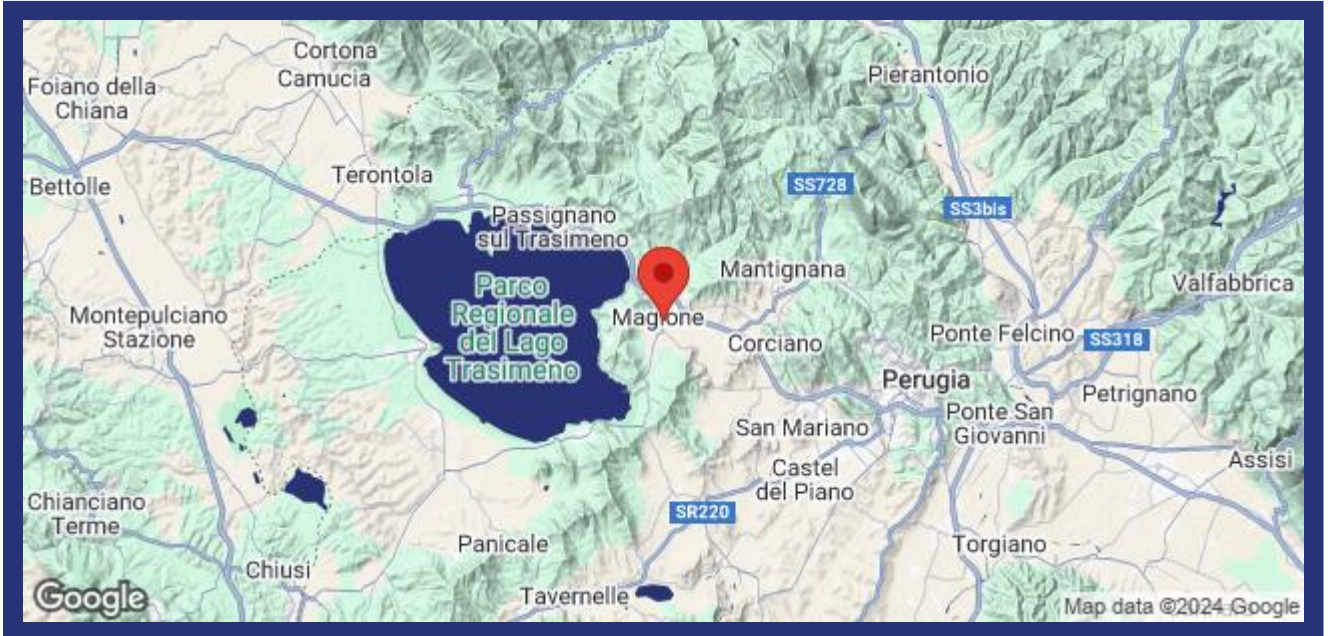 Cortona
Camucia
Pierantonio
Foiano della
Chiana
Terontola
Bettolle
SS728
SS3bis
Passignano
sul Trasimeno
Mantignana
Valfabbrica
Parco
Regionale
del Lago
Trasimeno
Montepulciano
Stazione
Magione
Corciano
Ponte Felcino
SS318
Perugia
Petrignano
San Mariano
Ponte San
Giovanni
Assisi
Castel
del Piano
Chianciano
Terme
SR220
Panicale
Torgiano
Chiusi
Tavernelle
Google
Map data ©2024 Google